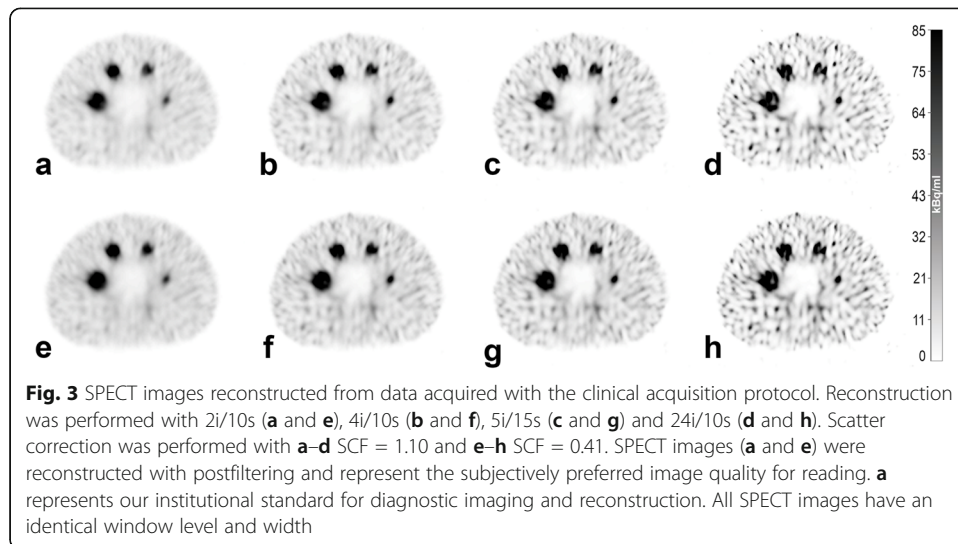 a b c d
85
75
64
53
43
32
21
11
0
kBq/ml
e f g h
Fig. 3 SPECT images reconstructed from data acquired with the clinical acquisition protocol. Reconstruction
was performed with 2i/10s (a and e), 4i/10s (b and f), 5i/15s (c and g) and 24i/10s (d and h). Scatter
correction was performed with a–d SCF = 1.10 and e–h SCF = 0.41. SPECT images (a and e) were
reconstructed with postfiltering and represent the subjectively preferred image quality for reading. a
represents our institutional standard for diagnostic imaging and reconstruction. All SPECT images have an
identical window level and width